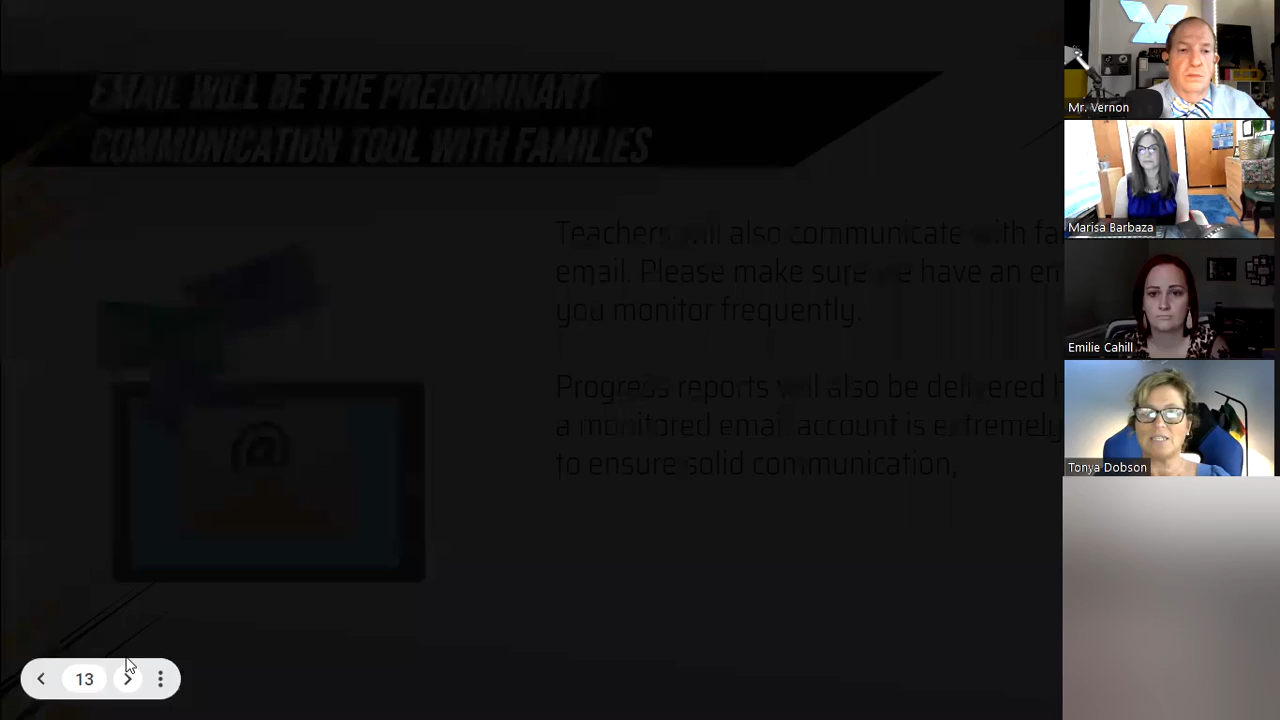 EMAIL WILL BE THE PREDOMINANT
COMMUNICATION TOOL WITH FAMILIES
Teachers will also communicate with
email. Please make sure we have an
you monitor frequently.
Progress reports will also be delivered
a monitored email account is extremely
to ensure solid communication,
13
Mr. Vernon
Marisa Barbaza
Emilie Cahill
Tonya Dobson